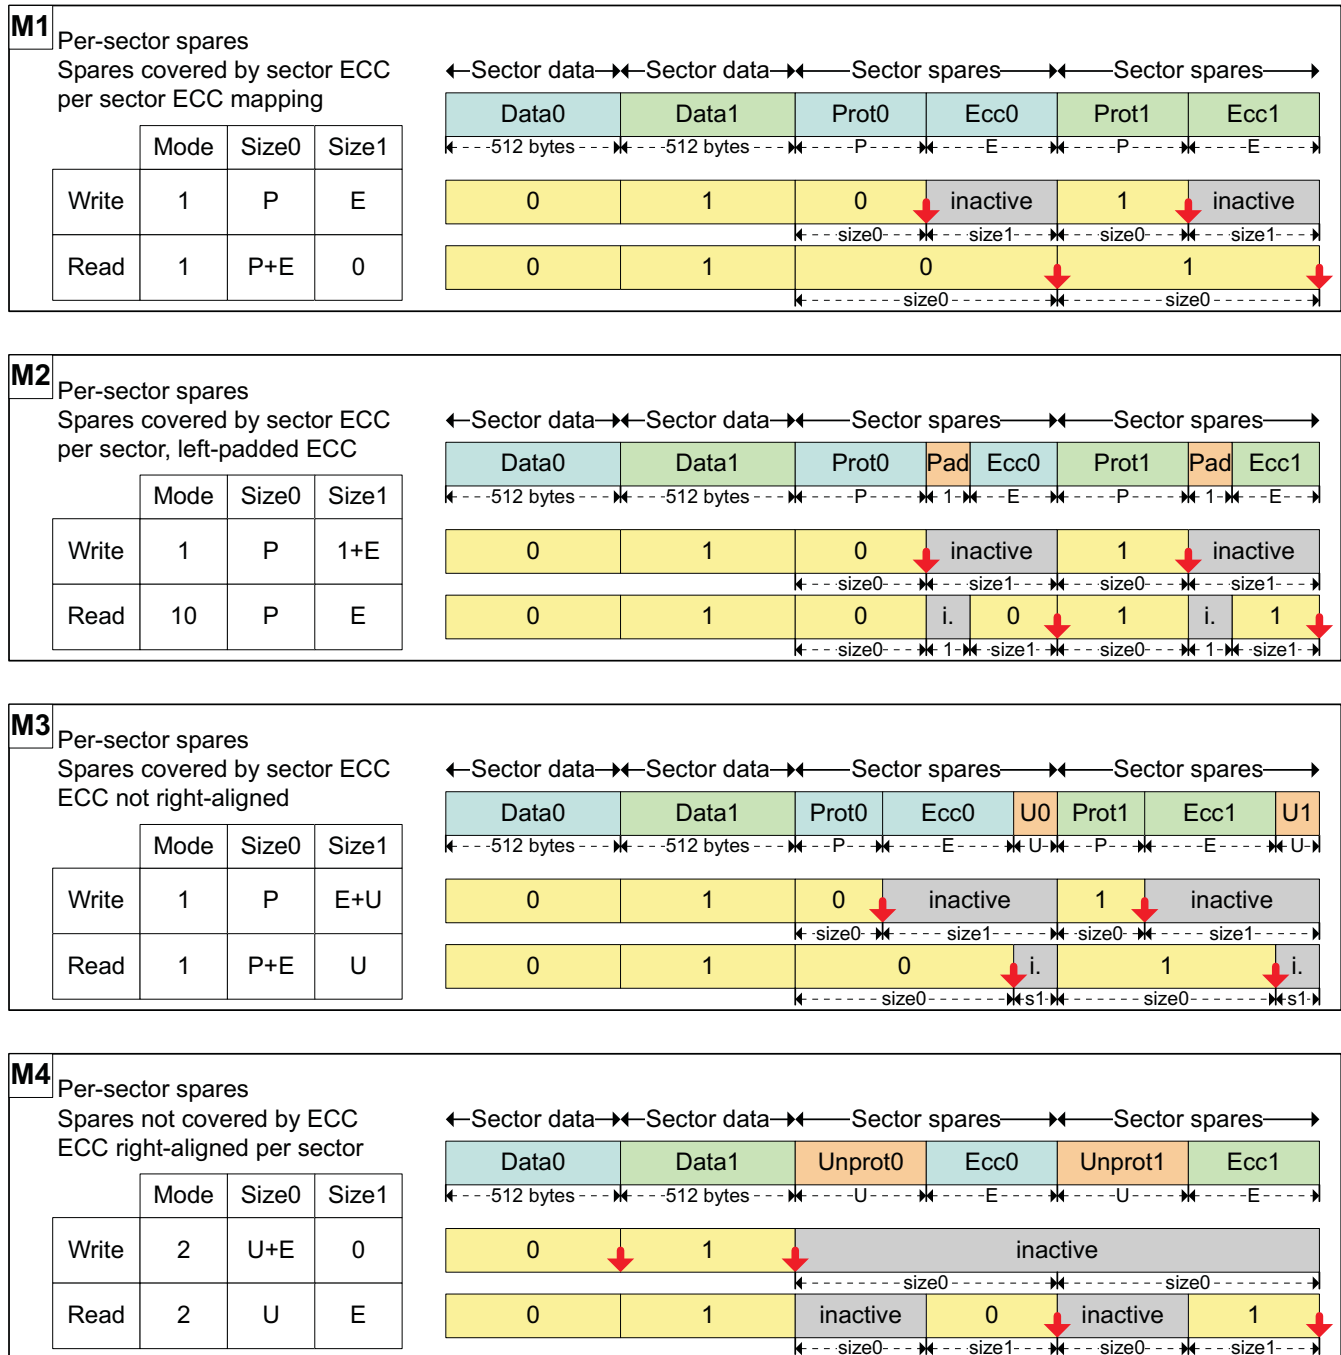 M1
Per-sector spares
Spares covered by sector ECC
per sector ECC mapping
Mode Size0 Size1
Write 1 P E
Read 1 P+E 0
Sector data Sector data Sector spares Sector spares
Data0 Data1 Prot0 Ecc0 Prot1 Ecc1
512 bytes 512 bytes P E P E
0 1 0 inactive 1 inactive
size0 size1 size0 size1
0 1 0 1
size0 size0
M2
Per-sector spares
Spares covered by sector ECC
per sector, left-padded ECC
Mode Size0 Size1
Write 1 P 1+E
Read 10 P E
Sector data Sector data Sector spares Sector spares
Data0 Data1 Prot0 Pad Ecc0 Prot1 Pad Ecc1
512 bytes 512 bytes P 1 E P 1 E
0 1 0 inactive 1 inactive
size0 size1 size0 size1
0 1 0 i. 0 1 i. 1
size0 1 size1 size0 1 size1
M3
Per-sector spares
Spares covered by sector ECC
ECC not right-aligned
Mode Size0 Size1
Write 1 P E+U
Read 1 P+E U
Sector data Sector data Sector spares Sector spares
Data0 Data1 Prot0 Ecc0 U0 Prot1 Ecc1 U1
512 bytes 512 bytes P E U P E U
0 1 0 inactive 1 inactive
size0 size1 size0 size1
0 1 0 i. 1 i.
size0 s1 size0 s1
M4
Per-sector spares
Spares not covered by ECC
ECC right-aligned per sector
Mode Size0 Size1
Write 2 U+E 0
Read 2 U E
Sector data Sector data Sector spares Sector spares
Data0 Data1 Unprot0 Ecc0 Unprot1 Ecc1
512 bytes 512 bytes U E U E
0 1 inactive
size0 size0
0 1 inactive 0 inactive 1
size0 size1 size0 size1